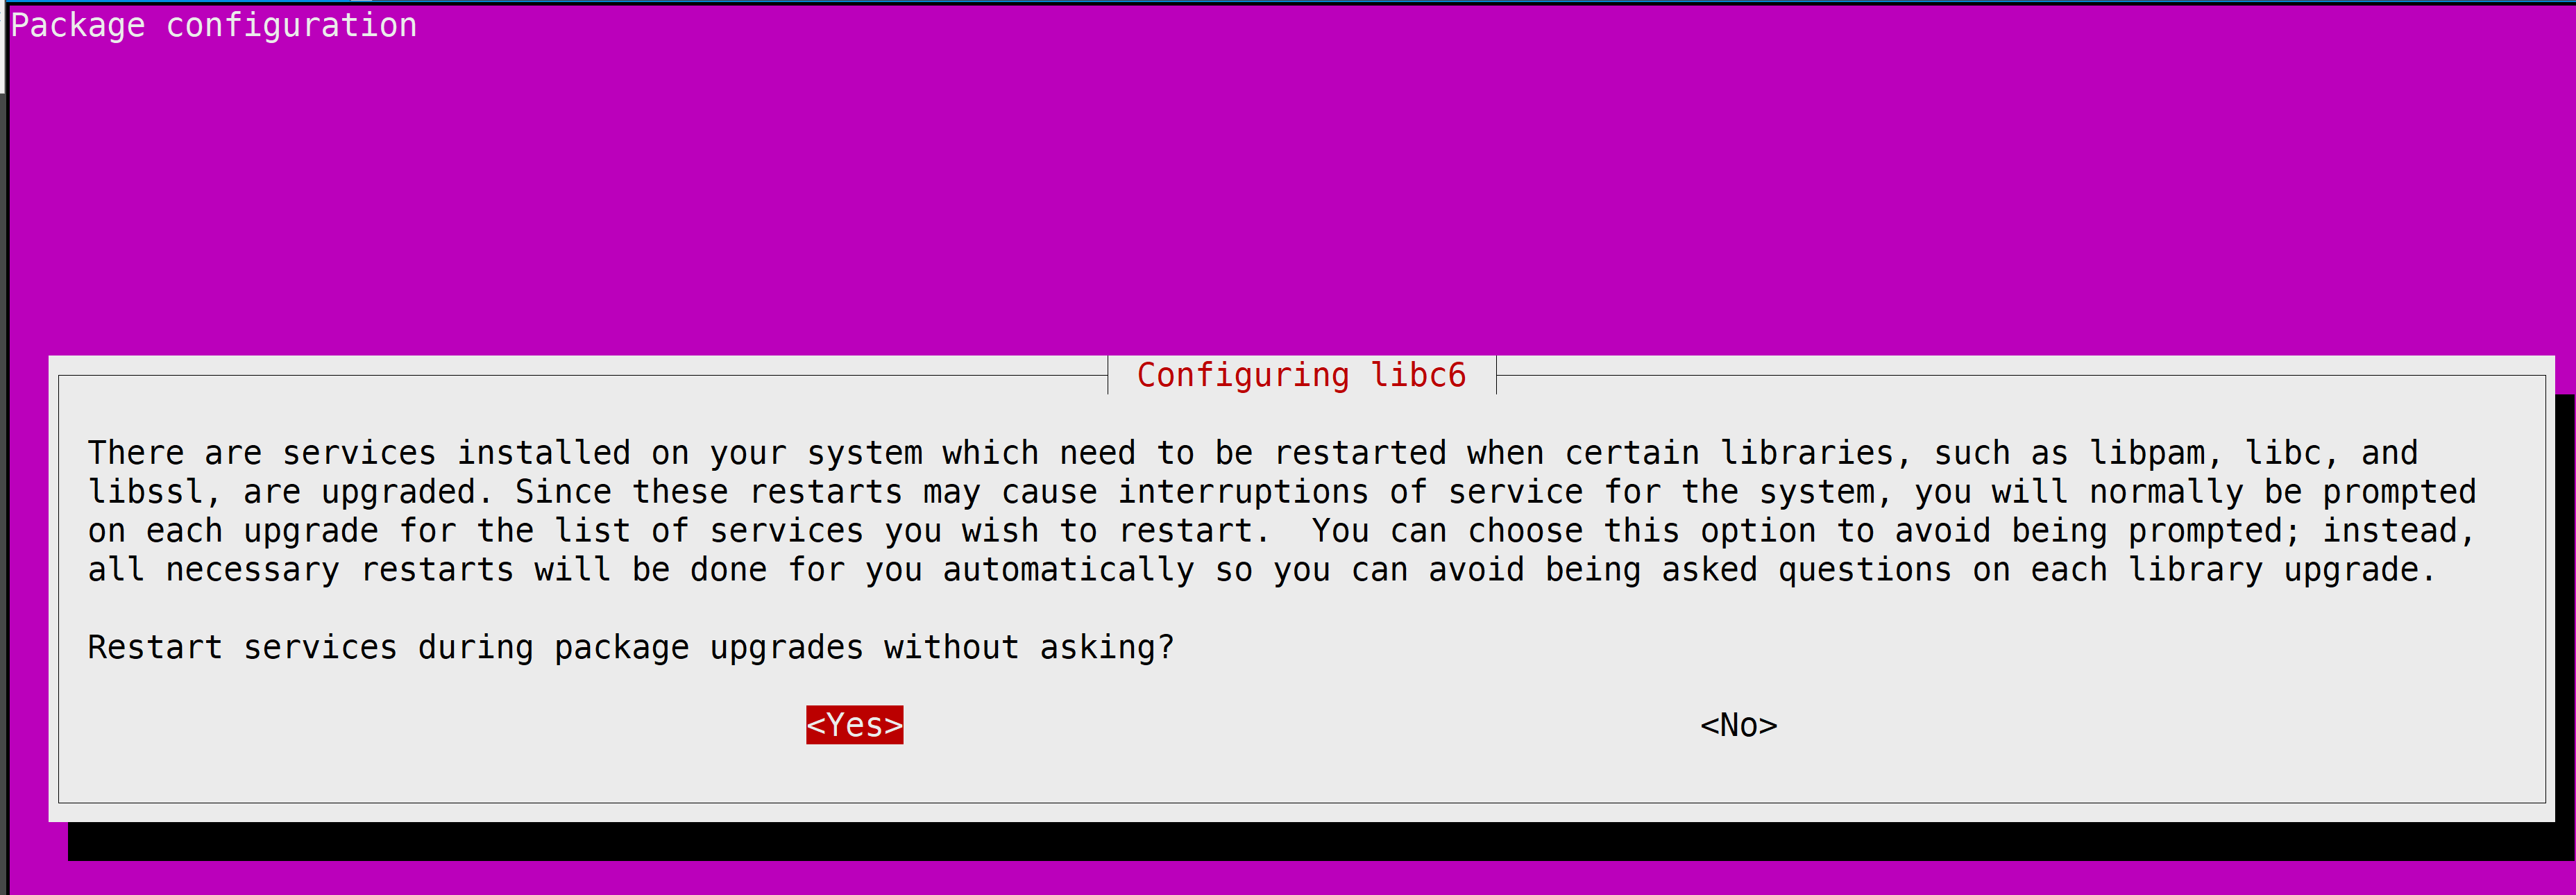 Package configuration
Configuring libc6
There are services installed on your system which need to be restarted when certain libraries, such as libpam, libc, and
libssl, are upgraded. Since these restarts may cause interruptions of service for the system, you will normally be prompted
on each upgrade for the list of services you wish to restart.  You can choose this option to avoid being prompted; instead,
all necessary restarts will be done for you automatically so you can avoid being asked questions on each library upgrade.
Restart services during package upgrades without asking?
<Yes> <No>